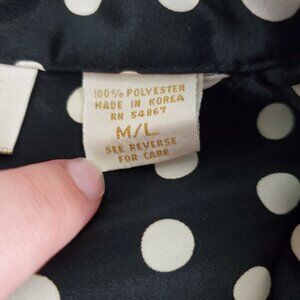 100% POLYESTER
MADE IN KOREA
RN 54867
M/L
SEE REVERSE
FOR CARE